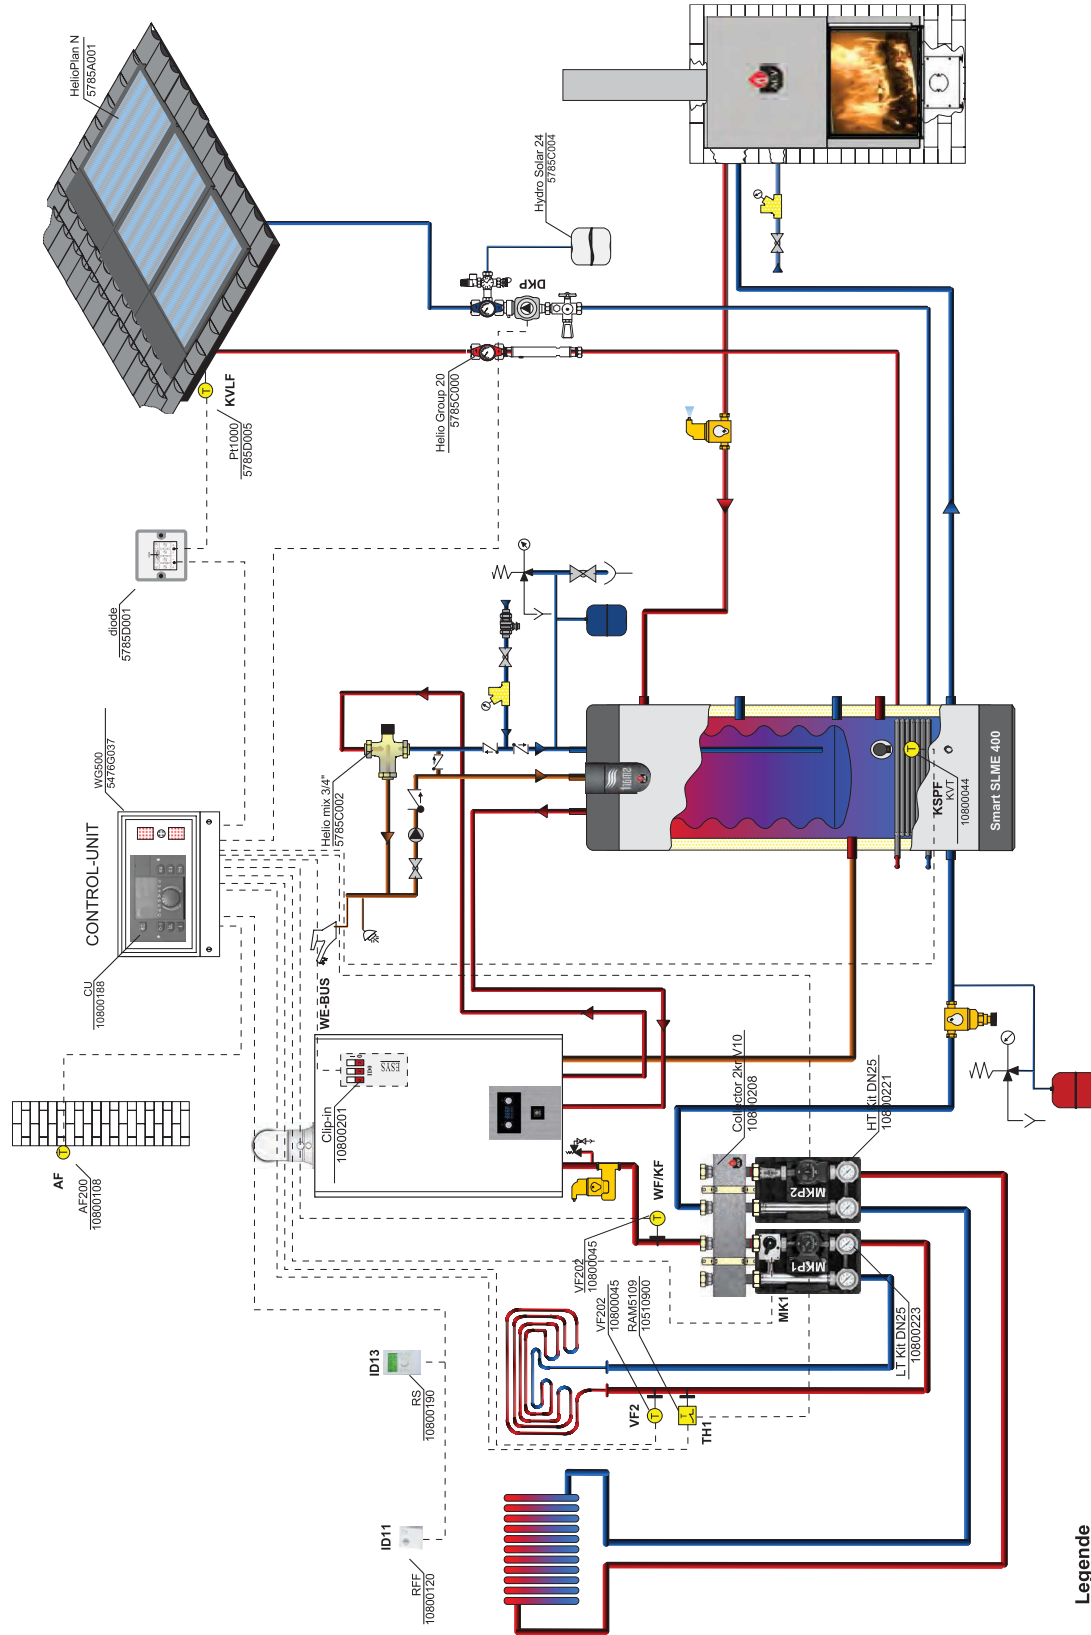 HelioPlan N
5785A001
KVLF
Pt1000
5785D005
Helio Group 20
5785C000
DKP
Hydro Solar 24
5785C004
diode
5785D001
WG500
5476G037
CONTROL-UNIT
CU
10800188
AF
AF200
10800108
Helio mix 3/4"
5785C002
WE-BUS
Clip-in
10800201
ESYS
KSPF
KVT
10800044
Smart SLME 400
WF/KF
VF202
10800045
Collector 2kr V10
10800208
HT Kit DN25
10800221
MKP2
MKP1
MK1
LT Kit DN25
10800223
VF202
10800045
RAM5109
10510900
VF2
TH1
ID13
RS
10800190
ID11
RFF
10800120
T
T
T
T
T
ACV
Legende